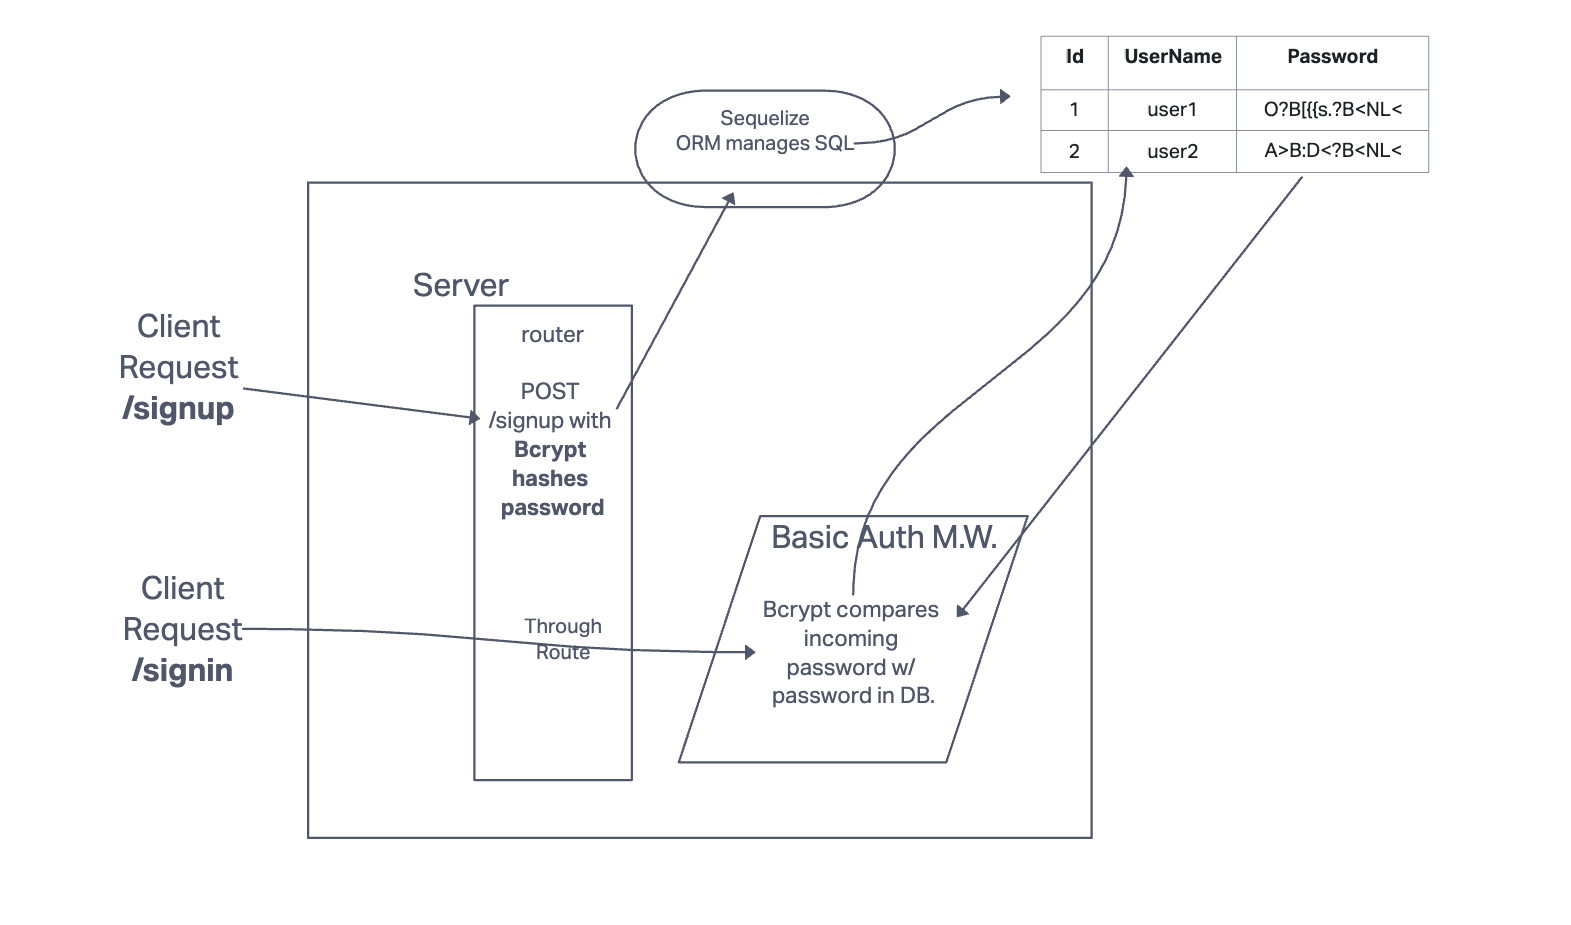 Id UserName Password
1 user1 O?B[{{s.?B<NL<
2 user2 A>B:D<?B<NL<
Sequelize
ORM manages SQL
Server
Client
Request
/signup
router
POST
/signup with
Bcrypt
hashes
password
Client
Request
/signin
Through
Route
Basic Auth M.W.
Bcrypt compares
incoming
password w/
password in DB.